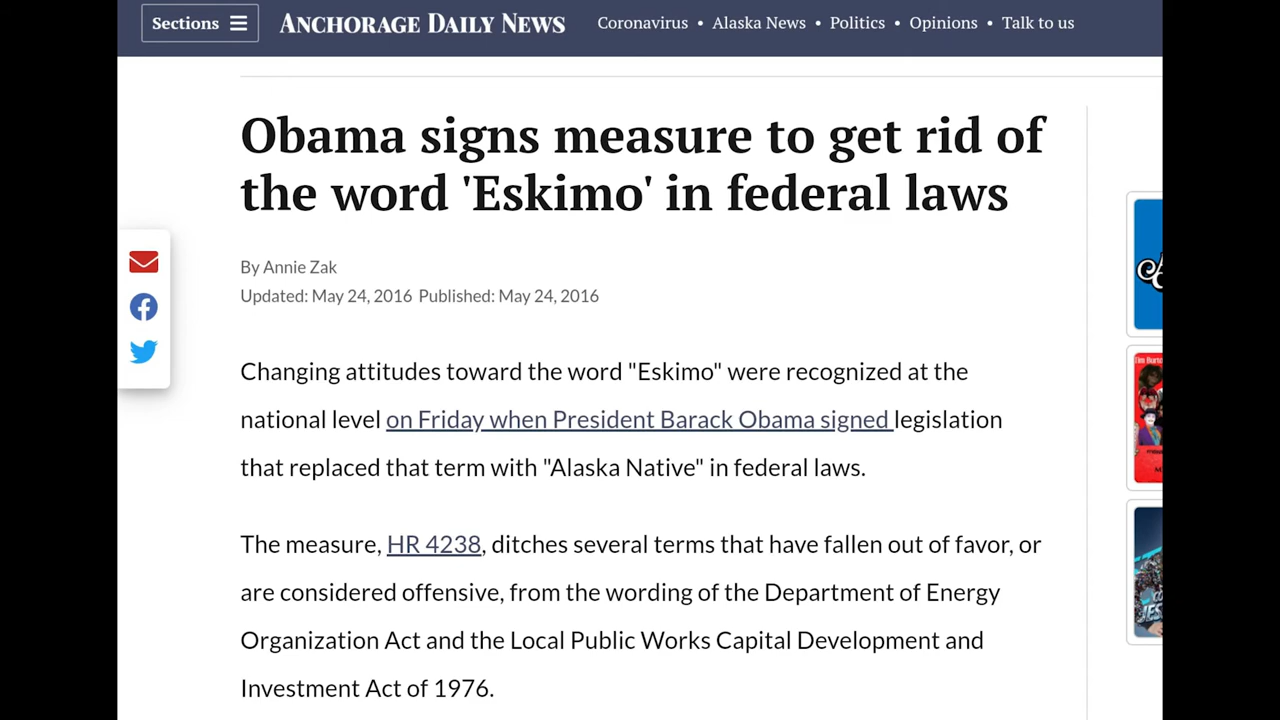 Sections
ANCHORAGE DAILY NEWS
Coronavirus • Alaska News • Politics • Opinions • Talk to us
Obama signs measure to get rid of
the word 'Eskimo' in federal laws
By Annie Zak
Updated: May 24, 2016 Published: May 24, 2016
Changing attitudes toward the word "Eskimo" were recognized at the
national level on Friday when President Barack Obama signed legislation
that replaced that term with "Alaska Native" in federal laws.
The measure, HR 4238, ditches several terms that have fallen out of favor, or
are considered offensive, from the wording of the Department of Energy
Organization Act and the Local Public Works Capital Development and
Investment Act of 1976.